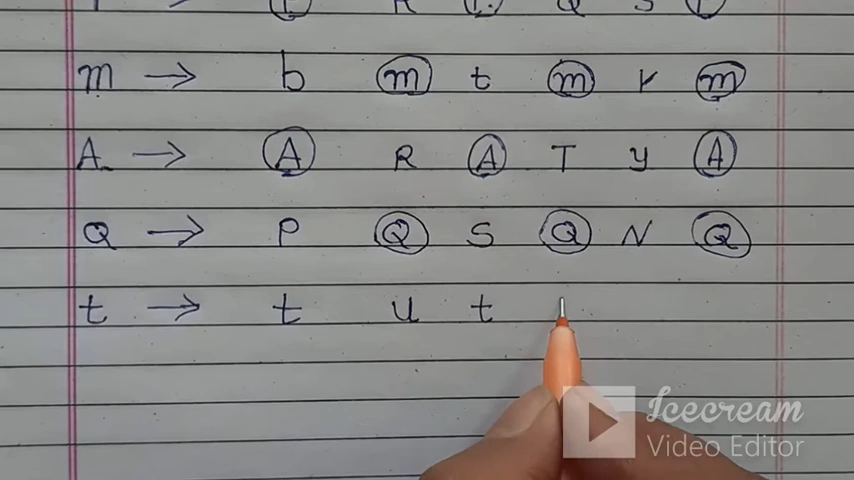 R Q S
m → b m t m r m
A → A R A T y A
Q → P Q S Q N Q
t → t u t
Icecream
Video Editor